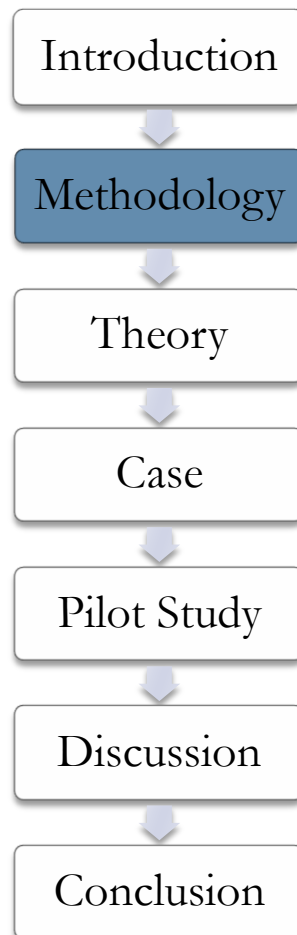 Introduction
Methodology
Theory
Case
Pilot Study
Discussion
Conclusion